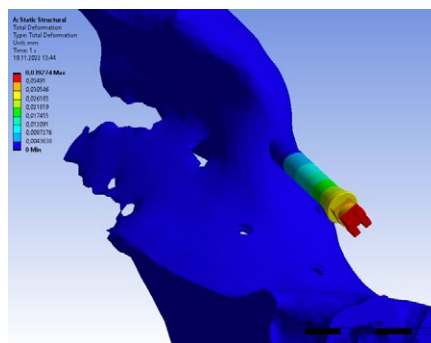 A: Static Structural
Total Deformation
Type: Total Deformation
Unit: mm
Time: 1 s
19.11.2022 13:44
0,039274 Max
0,03491
0,030546
0,026183
0,021819
0,017455
0,013091
0,0087276
0,0043638
0 Min